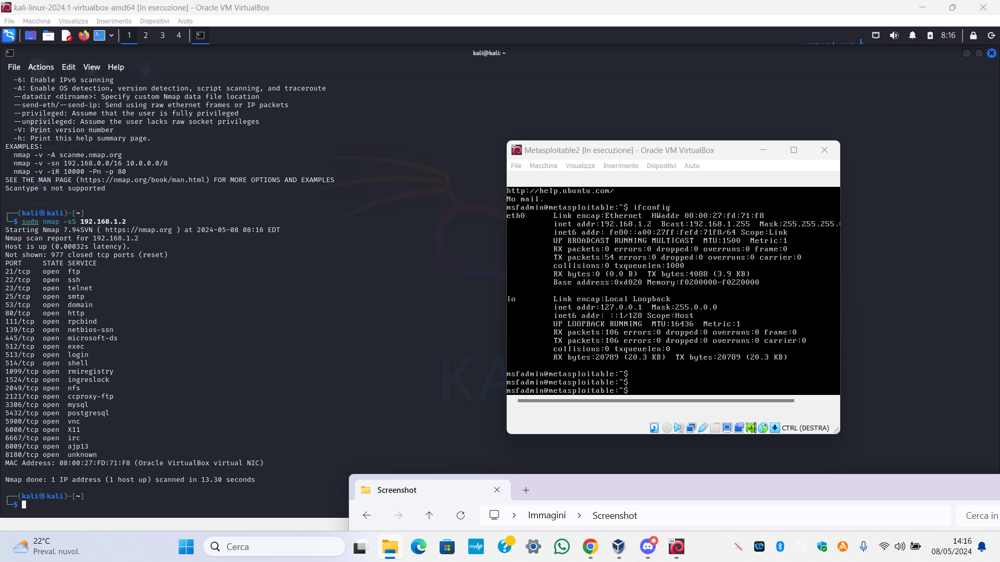 kali-linux-2024.1-virtualbox-amd64 [In esecuzione] - Oracle VM VirtualBox
File Macchina Visualizza Inserimento Dispositivi Aiuto
1 2 3 4
8:16
kali@kali: ~
File Actions Edit View Help
-6: Enable IPv6 scanning
-A: Enable OS detection, version detection, script scanning, and traceroute
--datadir <dirname>: Specify custom Nmap data file location
--send-eth/--send-ip: Send using raw ethernet frames or IP packets
--privileged: Assume that the user is fully privileged
--unprivileged: Assume the user lacks raw socket privileges
-V: Print version number
-h: Print this help summary page.
EXAMPLES:
nmap -v -A scanme.nmap.org
nmap -v -sn 192.168.0.0/16 10.0.0.0/8
nmap -v -iR 10000 -Pn -p 80
SEE THE MAN PAGE (https://nmap.org/book/man.html) FOR MORE OPTIONS AND EXAMPLES
Scantype s not supported
Home
┌──(kali㉿kali)-[~]
└─$ sudo nmap -sS 192.168.1.2
Starting Nmap 7.94SVN ( https://nmap.org ) at 2024-05-08 08:16 EDT
Nmap scan report for 192.168.1.2
Host is up (0.00032s latency).
Not shown: 977 closed tcp ports (reset)
PORT STATE SERVICE
21/tcp open ftp
22/tcp open ssh
23/tcp open telnet
25/tcp open smtp
53/tcp open domain
80/tcp open http
111/tcp open rpcbind
139/tcp open netbios-ssn
445/tcp open microsoft-ds
512/tcp open exec
513/tcp open login
514/tcp open shell
1099/tcp open rmiregistry
1524/tcp open ingreslock
2049/tcp open nfs
2121/tcp open ccproxy-ftp
3306/tcp open mysql
5432/tcp open postgresql
5900/tcp open vnc
6000/tcp open X11
6667/tcp open irc
8009/tcp open ajp13
8180/tcp open unknown
MAC Address: 08:00:27:FD:71:F8 (Oracle VirtualBox virtual NIC)
Nmap done: 1 IP address (1 host up) scanned in 13.30 seconds
┌──(kali㉿kali)-[~]
└─$
KA
Metasploitable2 [In esecuzione] - Oracle VM VirtualBox
File Macchina Visualizza Inserimento Dispositivi Aiuto
http://help.ubuntu.com/
No mail.
msfadmin@metasploitable:~$ ifconfig
eth0 Link encap:Ethernet HWaddr 08:00:27:fd:71:f8
inet addr:192.168.1.2 Bcast:192.168.1.255 Mask:255.255.255.
inet6 addr: fe80::a00:27ff:fefd:71f8/64 Scope:Link
UP BROADCAST RUNNING MULTICAST MTU:1500 Metric:1
RX packets:0 errors:0 dropped:0 overruns:0 frame:0
TX packets:54 errors:0 dropped:0 overruns:0 carrier:0
collisions:0 txqueuelen:1000
RX bytes:0 (0.0 B) TX bytes:4088 (3.9 KB)
Base address:0xd020 Memory:f0200000-f0220000
lo Link encap:Local Loopback
inet addr:127.0.0.1 Mask:255.0.0.0
inet6 addr: ::1/128 Scope:Host
UP LOOPBACK RUNNING MTU:16436 Metric:1
RX packets:106 errors:0 dropped:0 overruns:0 frame:0
TX packets:106 errors:0 dropped:0 overruns:0 carrier:0
collisions:0 txqueuelen:0
RX bytes:20789 (20.3 KB) TX bytes:20789 (20.3 KB)
msfadmin@metasploitable:~$
msfadmin@metasploitable:~$
msfadmin@metasploitable:~$
CTRL (DESTRA)
Screenshot
Immagini > Screenshot
Cerca in
22°C
Preval. nuvol.
Cerca
myhp
64
14:16
08/05/2024